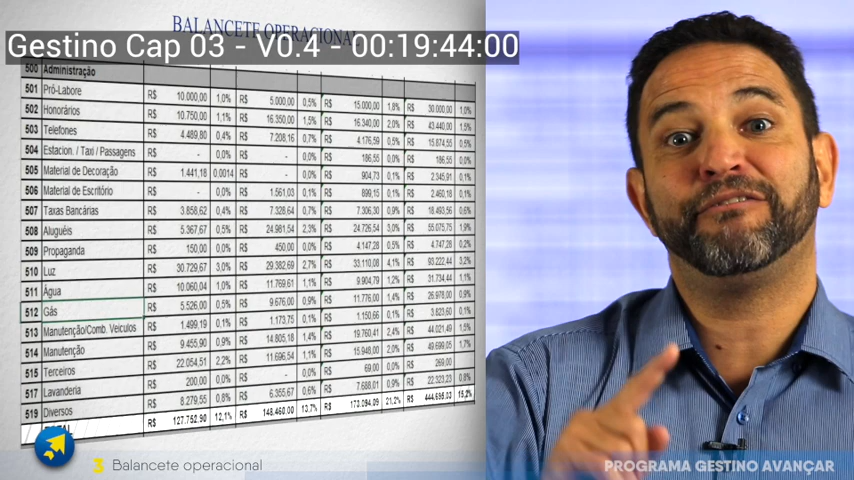 BALANCETE OPERACIONAL
Gestino Cap 03 - V0.4 - 00:19:44:00
500 Administração
501 Pró-Labore R$ 10.000,00 1,0% R$ 5.000,00 0,5% R$ 15.000,00 1,8% R$ 30.000,00 1,0%
502 Honorários R$ 10.750,00 1,1% R$ 16.350,00 1,5% R$ 16.340,00 2,0% R$ 43.440,00 1,5%
503 Telefones R$ 4.489,80 0,4% R$ 7.208,16 0,7% R$ 4.176,59 0,5% R$ 15.874,55 0,5%
504 Estacion. / Taxi / Passagens R$ - 0,0% R$ - 0,0% R$ 186,55 0,0% R$ 186,55 0,0%
505 Material de Decoração R$ 1.441,18 0,0014 R$ - 0,0% R$ 904,73 0,1% R$ 2.345,91 0,1%
506 Material de Escritório R$ - 0,0% R$ 1.561,03 0,1% R$ 899,15 0,1% R$ 2.460,18 0,1%
507 Taxas Bancárias R$ 3.858,62 0,4% R$ 7.328,64 0,7% R$ 7.306,30 0,9% R$ 18.493,56 0,6%
508 Aluguéis R$ 5.367,67 0,5% R$ 24.981,54 2,3% R$ 24.726,54 3,0% R$ 55.075,75 1,9%
509 Propaganda R$ 150,00 0,0% R$ 450,00 0,0% R$ 4.147,28 0,5% R$ 4.747,28 0,2%
510 Luz R$ 30.729,67 3,0% R$ 29.382,69 2,7% R$ 33.110,08 4,1% R$ 93.222,44 3,2%
511 Água R$ 10.060,04 1,0% R$ 11.769,61 1,1% R$ 9.904,79 1,2% R$ 31.734,44 1,1%
512 Gás R$ 5.526,00 0,5% R$ 9.676,00 0,9% R$ 11.776,00 1,4% R$ 26.978,00 0,9%
513 Manutenção/Comb. Veículos R$ 1.499,19 0,1% R$ 1.173,75 0,1% R$ 1.150,66 0,1% R$ 3.823,60 0,1%
514 Manutenção R$ 9.455,90 0,9% R$ 14.805,18 1,4% R$ 19.760,41 2,4% R$ 44.021,49 1,5%
515 Terceiros R$ 22.054,51 2,2% R$ 11.696,54 1,1% R$ 15.948,00 2,0% R$ 49.699,05 1,7%
517 Lavanderia R$ 200,00 0,0% R$ - 0,0% R$ 69,00 0,0% R$ 269,00
519 Diversos R$ 8.279,55 0,8% R$ 6.355,67 0,6% R$ 7.688,01 0,9% R$ 22.323,23 0,8%
R$ 127.752,90 12,1% R$ 148.460,00 13,7% R$ 21,2% R$ 15,2%
3 Balancete operacional
PROGRAMA GESTINO AVANÇAR